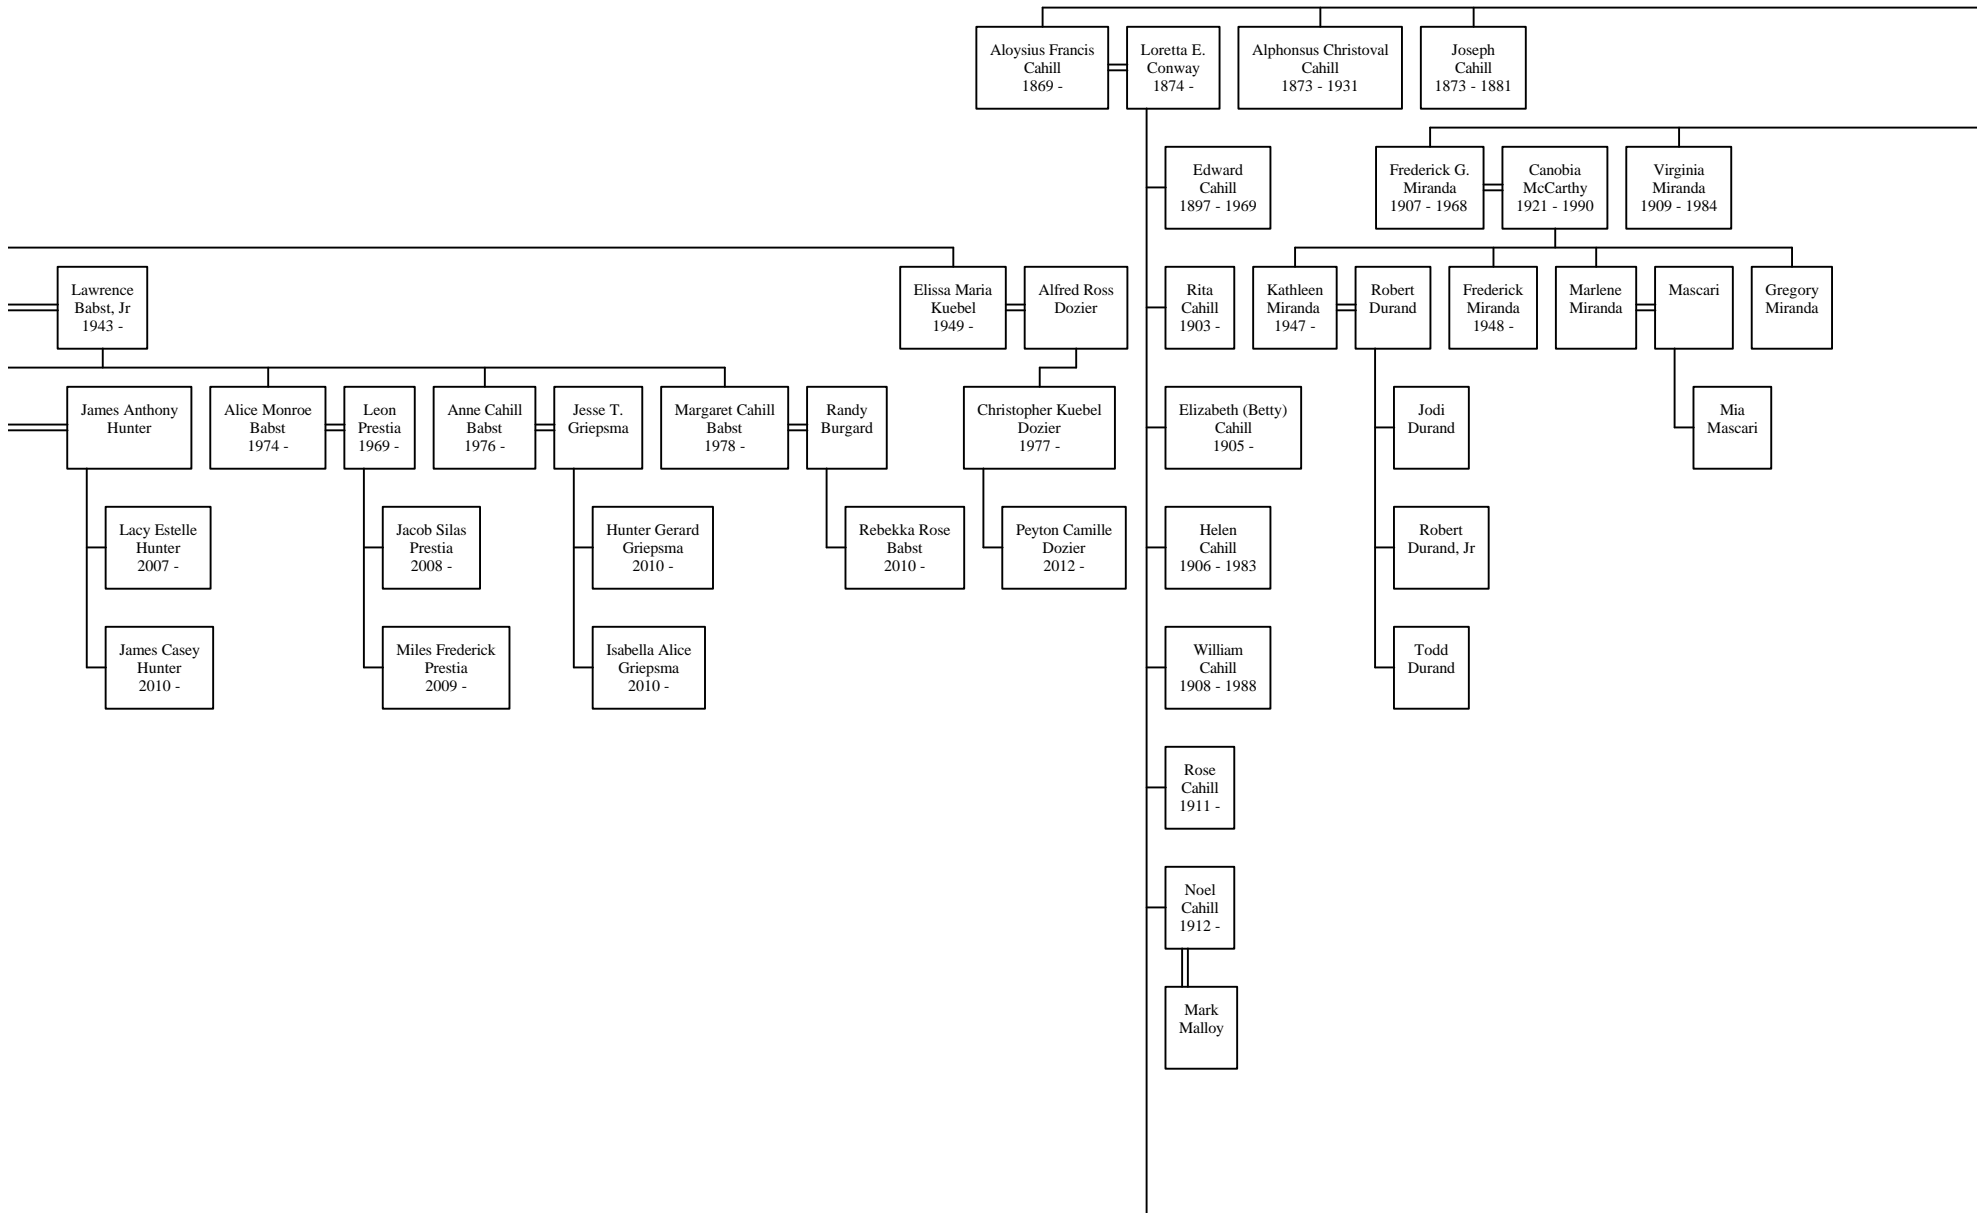 Aloysius Francis
Cahill
1869 -
Loretta E.
Conway
1874 -
Alphonsus Christoval
Cahill
1873 - 1931
Joseph
Cahill
1873 - 1881
Edward
Cahill
1897 - 1969
Frederick G.
Miranda
1907 - 1968
Canobia
McCarthy
1921 - 1990
Virginia
Miranda
1909 - 1984
Lawrence
Babst, Jr
1943 -
Elissa Maria
Kuebel
1949 -
Alfred Ross
Dozier
Rita
Cahill
1903 -
Kathleen
Miranda
1947 -
Robert
Durand
Frederick
Miranda
1948 -
Marlene
Miranda
Mascari
Gregory
Miranda
James Anthony
Hunter
Alice Monroe
Babst
1974 -
Leon
Prestia
1969 -
Anne Cahill
Babst
1976 -
Jesse T.
Griepsma
Margaret Cahill
Babst
1978 -
Randy
Burgard
Christopher Kuebel
Dozier
1977 -
Elizabeth (Betty)
Cahill
1905 -
Jodi
Durand
Mia
Mascari
Lacy Estelle
Hunter
2007 -
Jacob Silas
Prestia
2008 -
Hunter Gerard
Griepsma
2010 -
Rebekka Rose
Babst
2010 -
Peyton Camille
Dozier
2012 -
Helen
Cahill
1906 - 1983
Robert
Durand, Jr
James Casey
Hunter
2010 -
Miles Frederick
Prestia
2009 -
Isabella Alice
Griepsma
2010 -
William
Cahill
1908 - 1988
Todd
Durand
Rose
Cahill
1911 -
Noel
Cahill
1912 -
Mark
Malloy